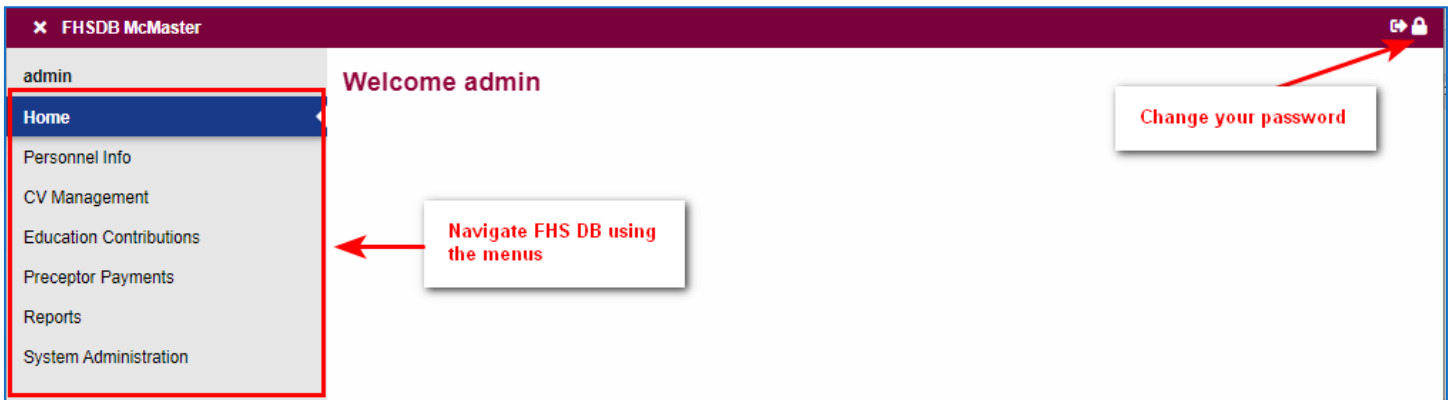 FHSDB McMaster
admin
Welcome admin
Home
Change your password
Personnel Info
CV Management
Education Contributions
Navigate FHS DB using
the menus
Preceptor Payments
Reports
System Administration